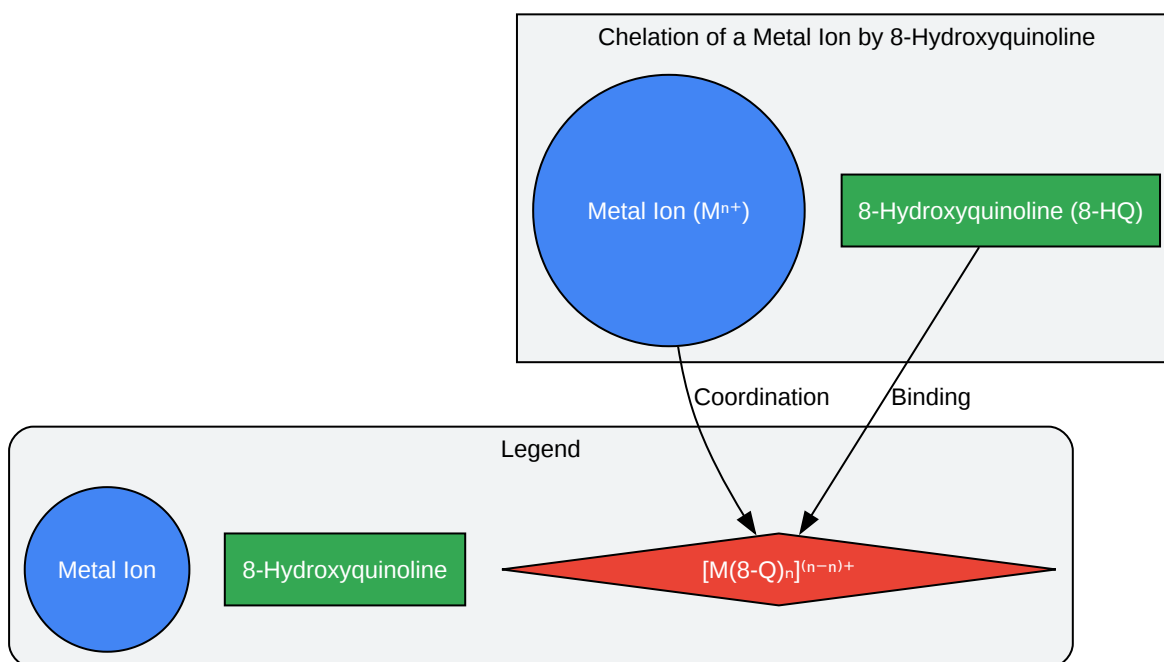 Chelation of a Metal Ion by 8-Hydroxyquinoline
Metal Ion (Mⁿ⁺)
8-Hydroxyquinoline (8-HQ)
Coordination
Binding
Legend
Metal Ion
8-Hydroxyquinoline
[M(8-Q)ₙ]⁽ⁿ⁻ⁿ⁾⁺